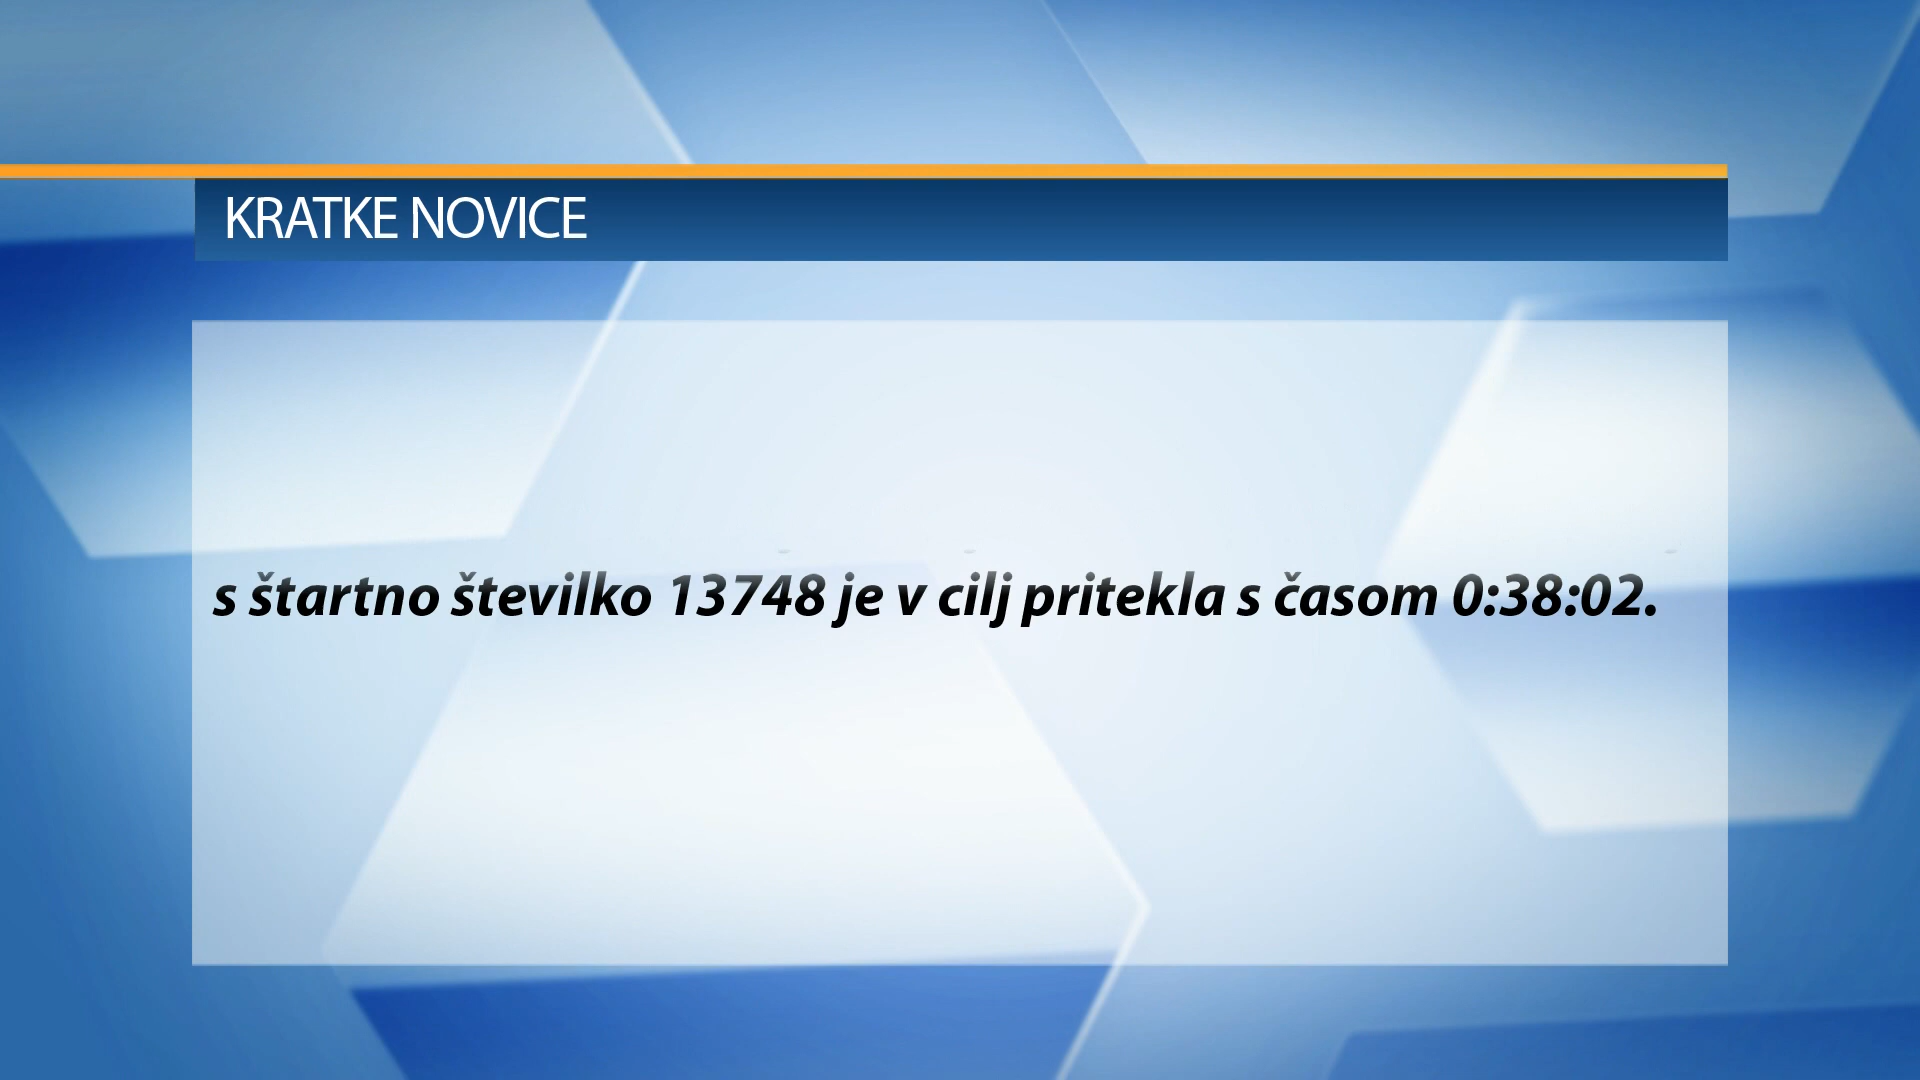 KRATKE NOVICE
s štartno številko 13748 je v cilj pritekla s časom 0:38:02.